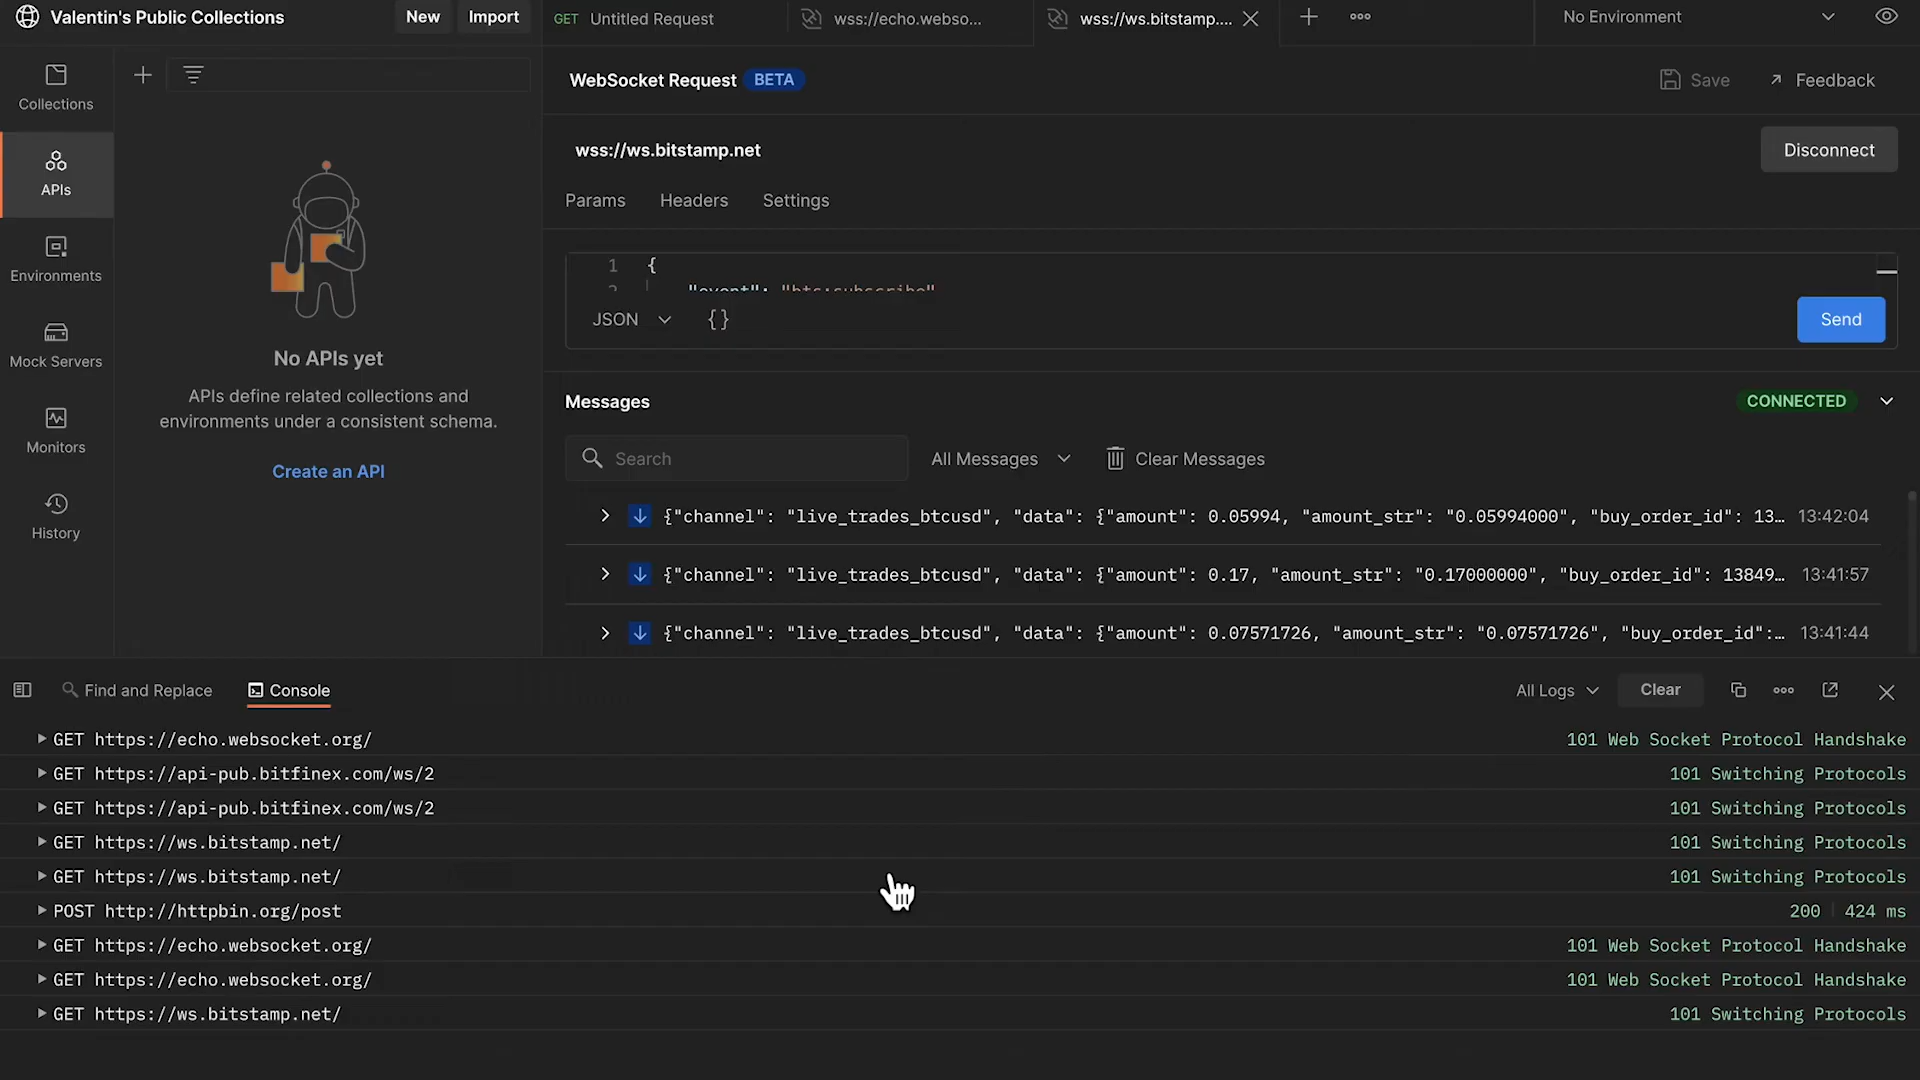 Valentin's Public Collections
New
Import
GET Untitled Request
wss://echo.webso...
wss://ws.bitstamp....
No Environment
Collections
APIs
Environments
Mock Servers
Monitors
History
No APIs yet
APIs define related collections and
environments under a consistent schema.
Create an API
WebSocket Request BETA
Save
Feedback
wss://ws.bitstamp.net
Disconnect
Params Headers Settings
1 {
2 "event": "bts:subscribe"
JSON {}
Send
Messages
CONNECTED
Search
All Messages
Clear Messages
{"channel": "live_trades_btcusd", "data": {"amount": 0.05994, "amount_str": "0.05994000", "buy_order_id": 13… 13:42:04
{"channel": "live_trades_btcusd", "data": {"amount": 0.17, "amount_str": "0.17000000", "buy_order_id": 13849… 13:41:57
{"channel": "live_trades_btcusd", "data": {"amount": 0.07571726, "amount_str": "0.07571726", "buy_order_id":… 13:41:44
Find and Replace
Console
All Logs
Clear
GET https://echo.websocket.org/ 101 Web Socket Protocol Handshake
GET https://api-pub.bitfinex.com/ws/2 101 Switching Protocols
GET https://api-pub.bitfinex.com/ws/2 101 Switching Protocols
GET https://ws.bitstamp.net/ 101 Switching Protocols
GET https://ws.bitstamp.net/ 101 Switching Protocols
POST http://httpbin.org/post 200 424 ms
GET https://echo.websocket.org/ 101 Web Socket Protocol Handshake
GET https://echo.websocket.org/ 101 Web Socket Protocol Handshake
GET https://ws.bitstamp.net/ 101 Switching Protocols